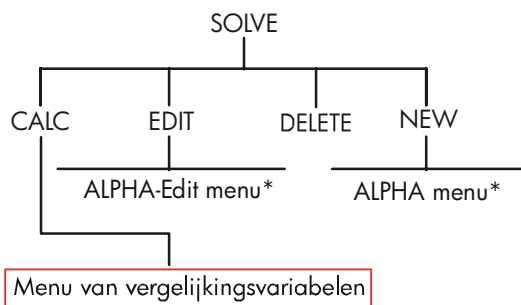 SOLVE
CALC EDIT DELETE NEW
ALPHA-Edit menu* ALPHA menu*
Menu van vergelijkingsvariabelen